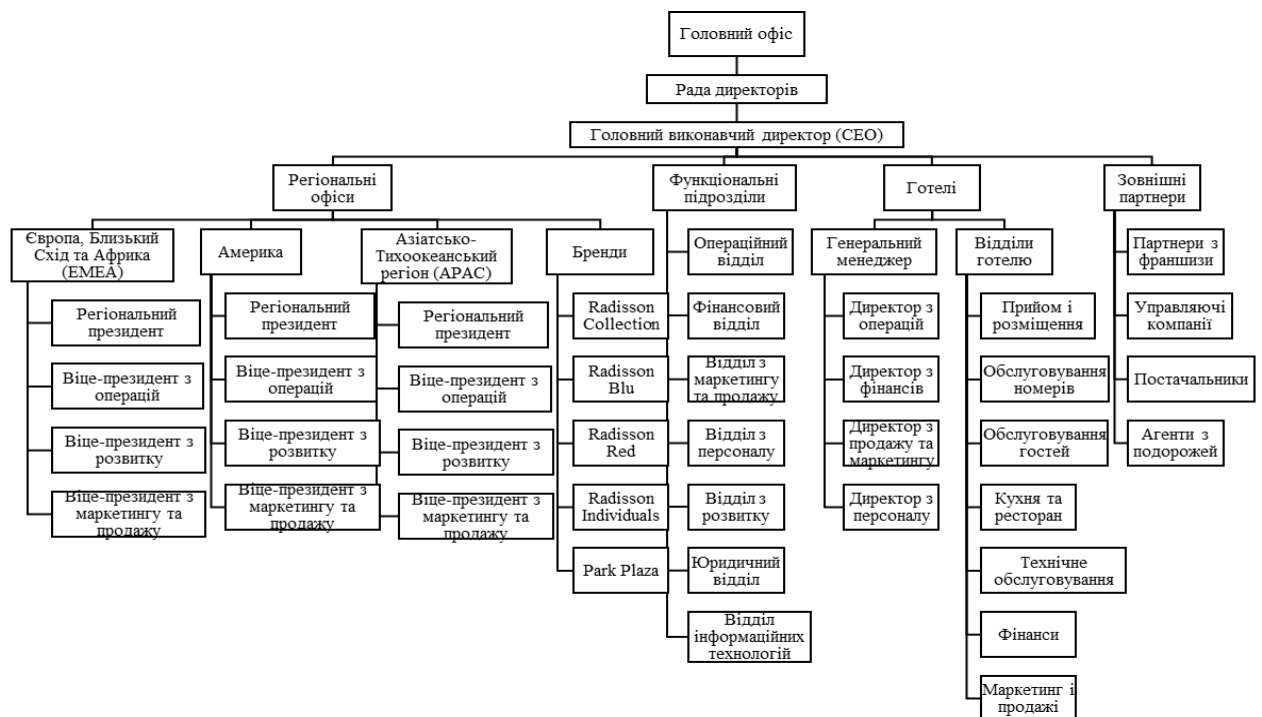 Головний офіс
Рада директорів
Головний виконавчий директор (CEO)
Регіональні
офіси
Функціональні
підрозділи
Готелі
Зовнішні
партнери
Європа, Близький
Схід та Африка
(EMEA)
Америка
Азіатсько-
Тихоокеанський
регіон (APAC)
Бренди
Операційний
відділ
Генеральний
менеджер
Відділи
готелю
Партнери з
франшизи
Регіональний
президент
Віце-президент з
операцій
Віце-президент з
розвитку
Віце-президент з
маркетингу та
продажу
Регіональний
президент
Віце-президент з
операцій
Віце-президент з
розвитку
Віце-президент з
маркетингу та
продажу
Регіональний
президент
Віце-президент з
операцій
Віце-президент з
розвитку
Віце-президент з
маркетингу та
продажу
Radisson
Collection
Radisson
Blu
Radisson
Red
Radisson
Individuals
Park Plaza
Фінансовий
відділ
Відділ з
маркетингу
та продажу
Відділ з
персоналу
Відділ з
розвитку
Юридичний
відділ
Відділ
інформаційних
технологій
Директор з
операцій
Директор з
фінансів
Директор з
продажу та
маркетингу
Директор з
персоналу
Прийом і
розміщення
Обслуговування
номерів
Обслуговування
гостей
Кухня та
ресторан
Технічне
обслуговування
Фінанси
Маркетинг і
продажі
Управляючі
компанії
Постачальники
Агенти з
подорожей